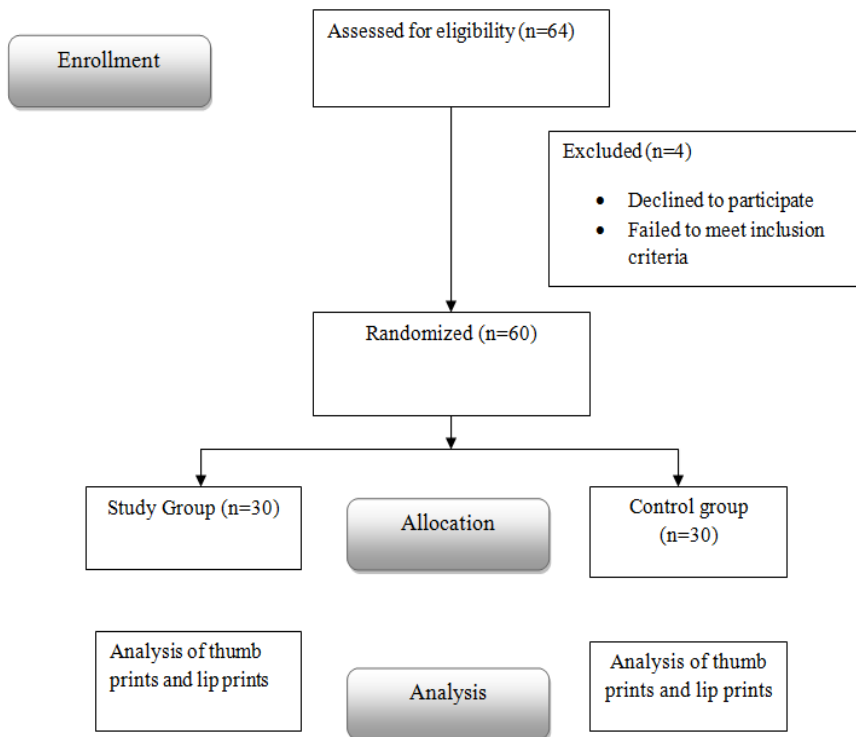 Assessed for eligibility (n=64)
Enrollment
Excluded (n=4)
• Declined to participate
• Failed to meet inclusion
criteria
Randomized (n=60)
Study Group (n=30)
Allocation
Control group
(n=30)
Analysis of thumb
prints and lip prints
Analysis
Analysis of thumb
prints and lip prints